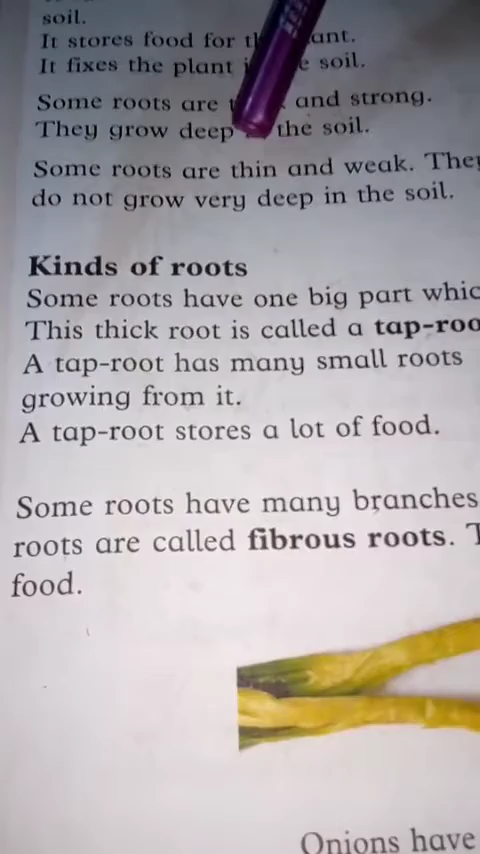 soil.
It stores food for plant.
It fixes the plant soil.
Some roots are and strong.
They grow deep the soil.
Some roots are thin and weak. They
do not grow very deep in the soil.
Kinds of roots
Some roots have one big part whic
This thick root is called a tap-roo
A tap-root has many small roots
growing from it.
A tap-root stores a lot of food.
Some roots have many branches
roots are called fibrous roots. T
food.
Onions have